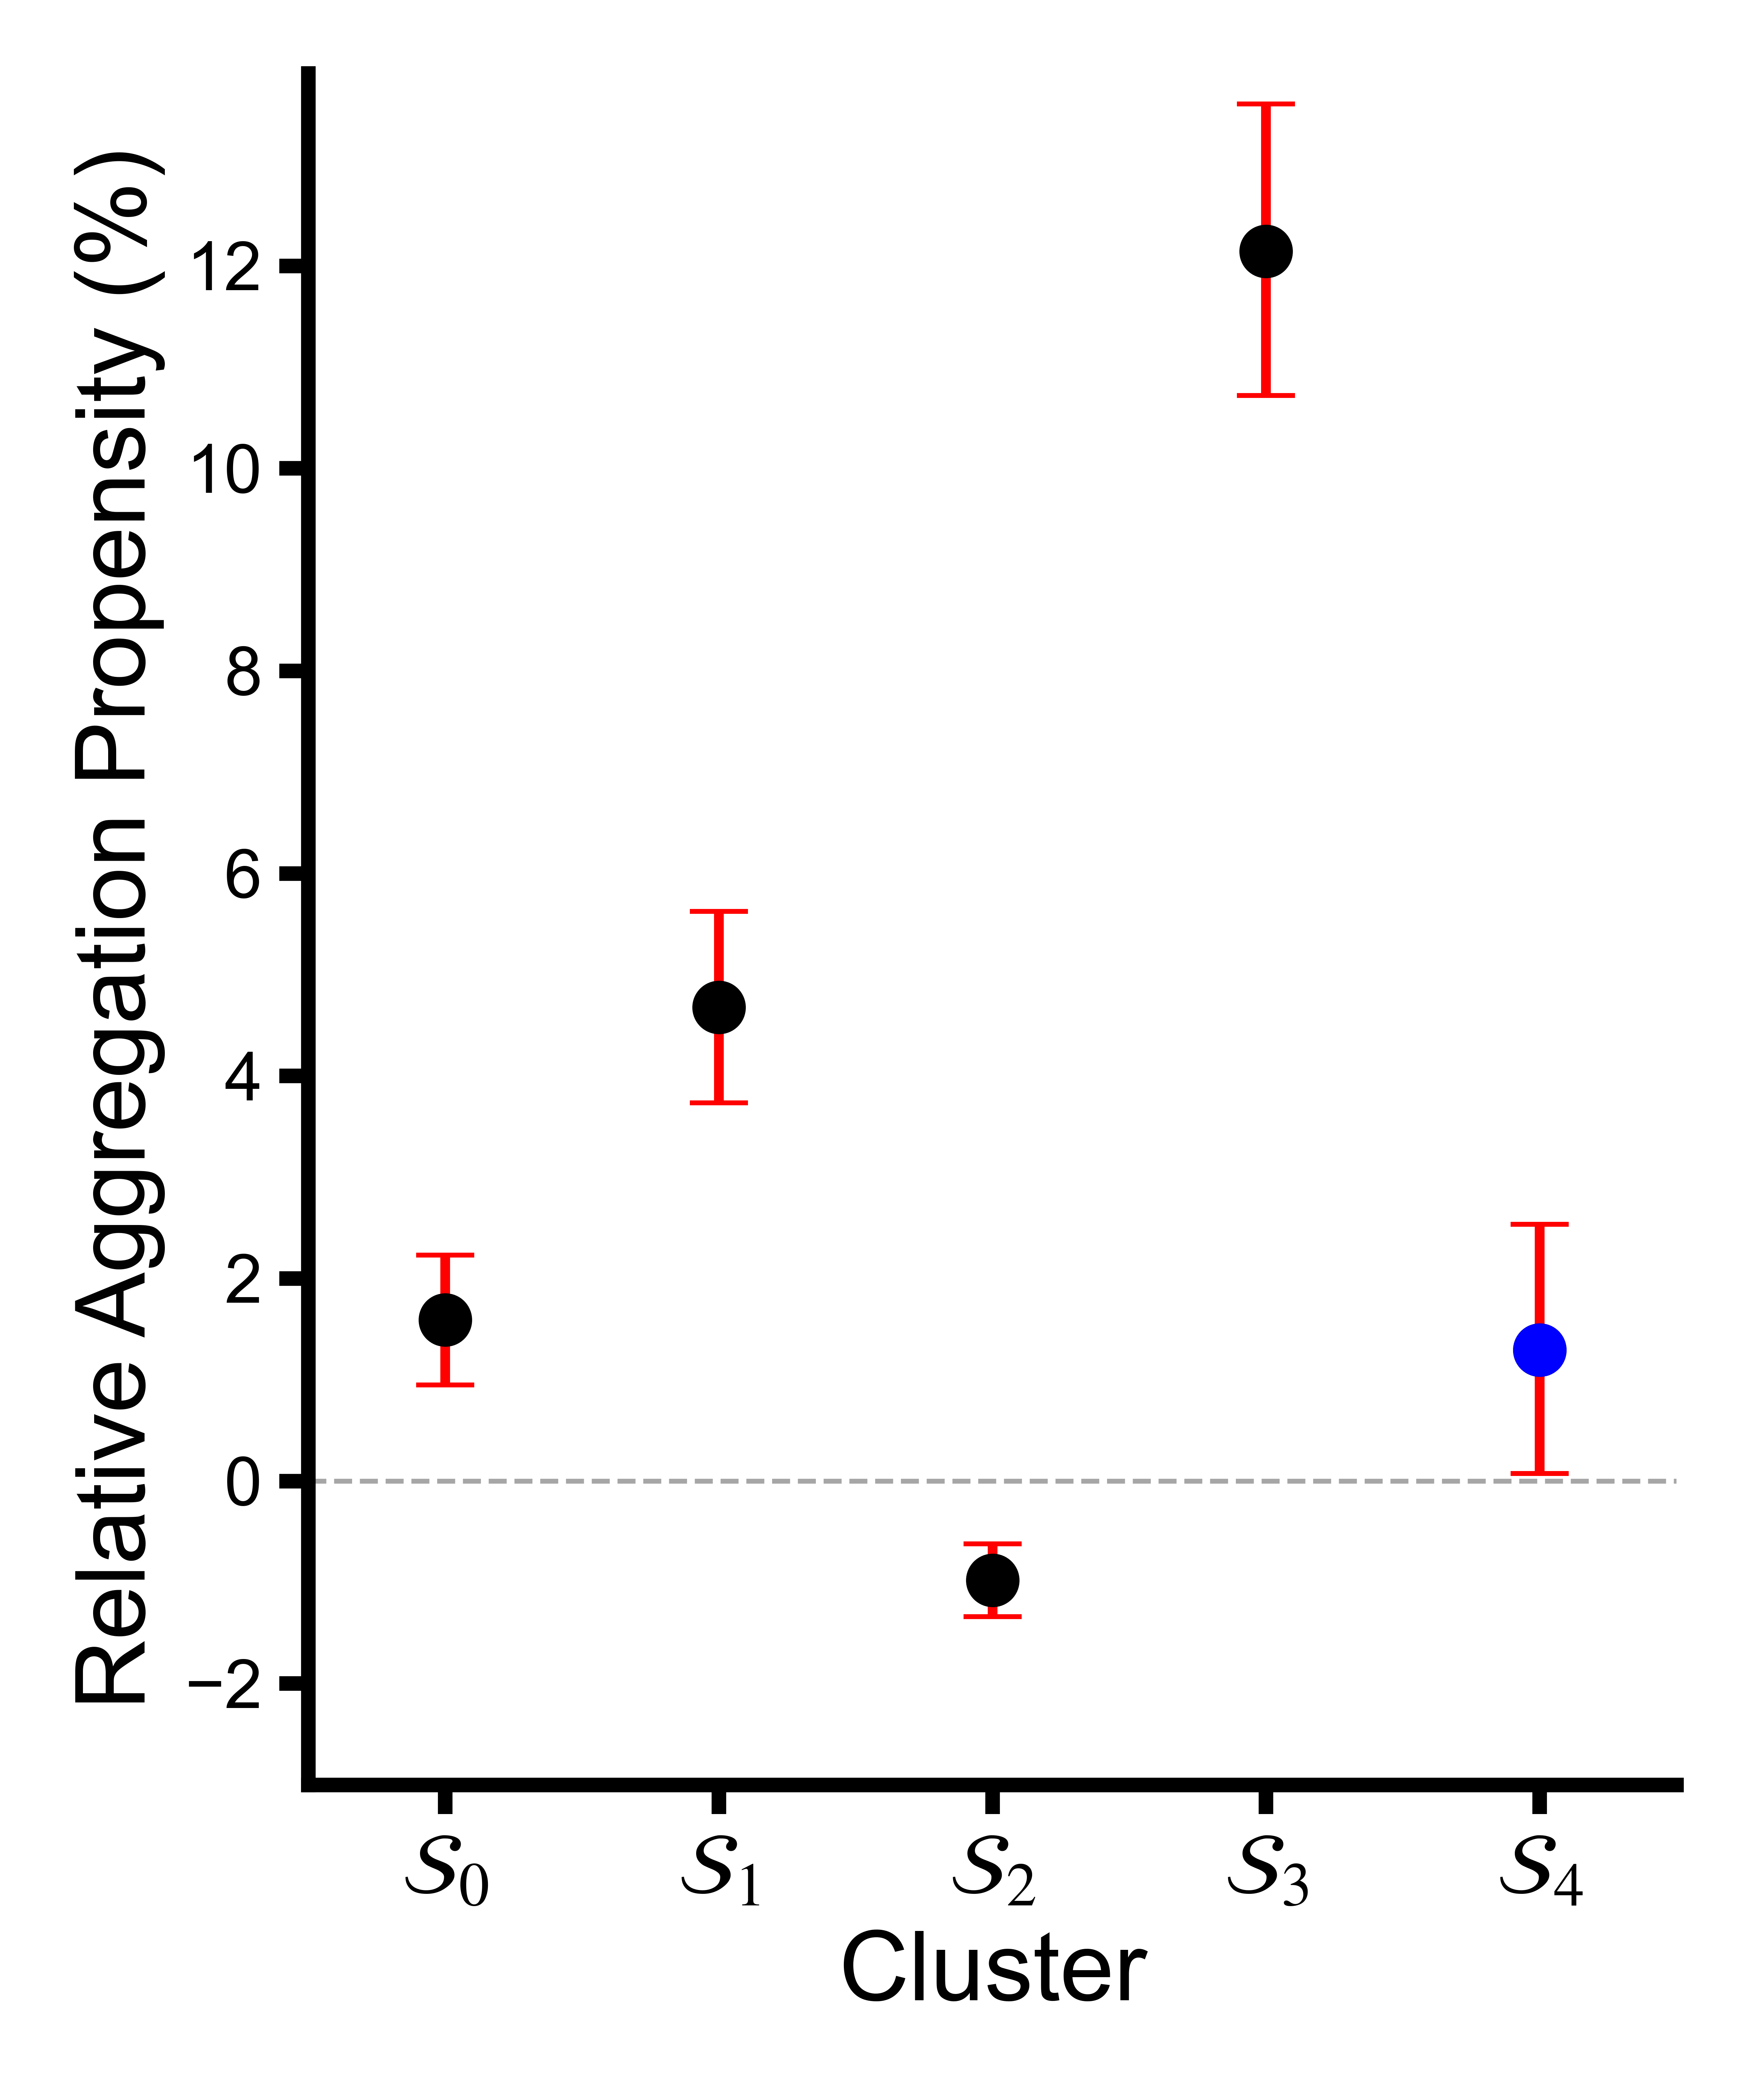 Relative Aggregation Propensity (%)
12
10
8
6
4
2
0
−2
𝒮₀ 𝒮₁ 𝒮₂ 𝒮₃ 𝒮₄
Cluster